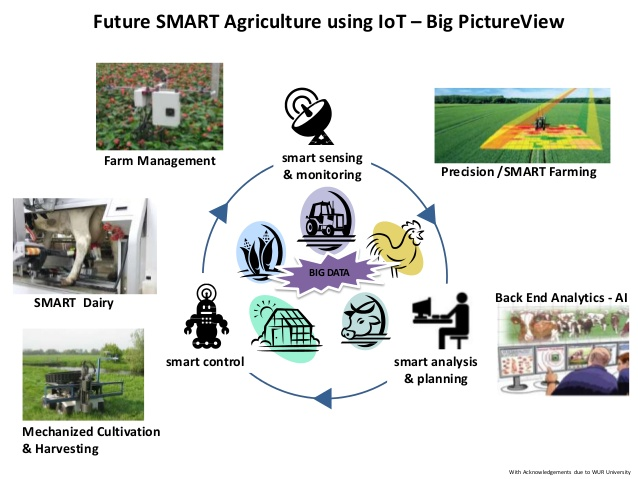 Future SMART Agriculture using IoT – Big PictureView
Farm Management
smart sensing
& monitoring
Precision /SMART Farming
BIG DATA
SMART Dairy
Back End Analytics - AI
smart control
smart analysis
& planning
Mechanized Cultivation
& Harvesting
With Acknowledgements due to WUR University